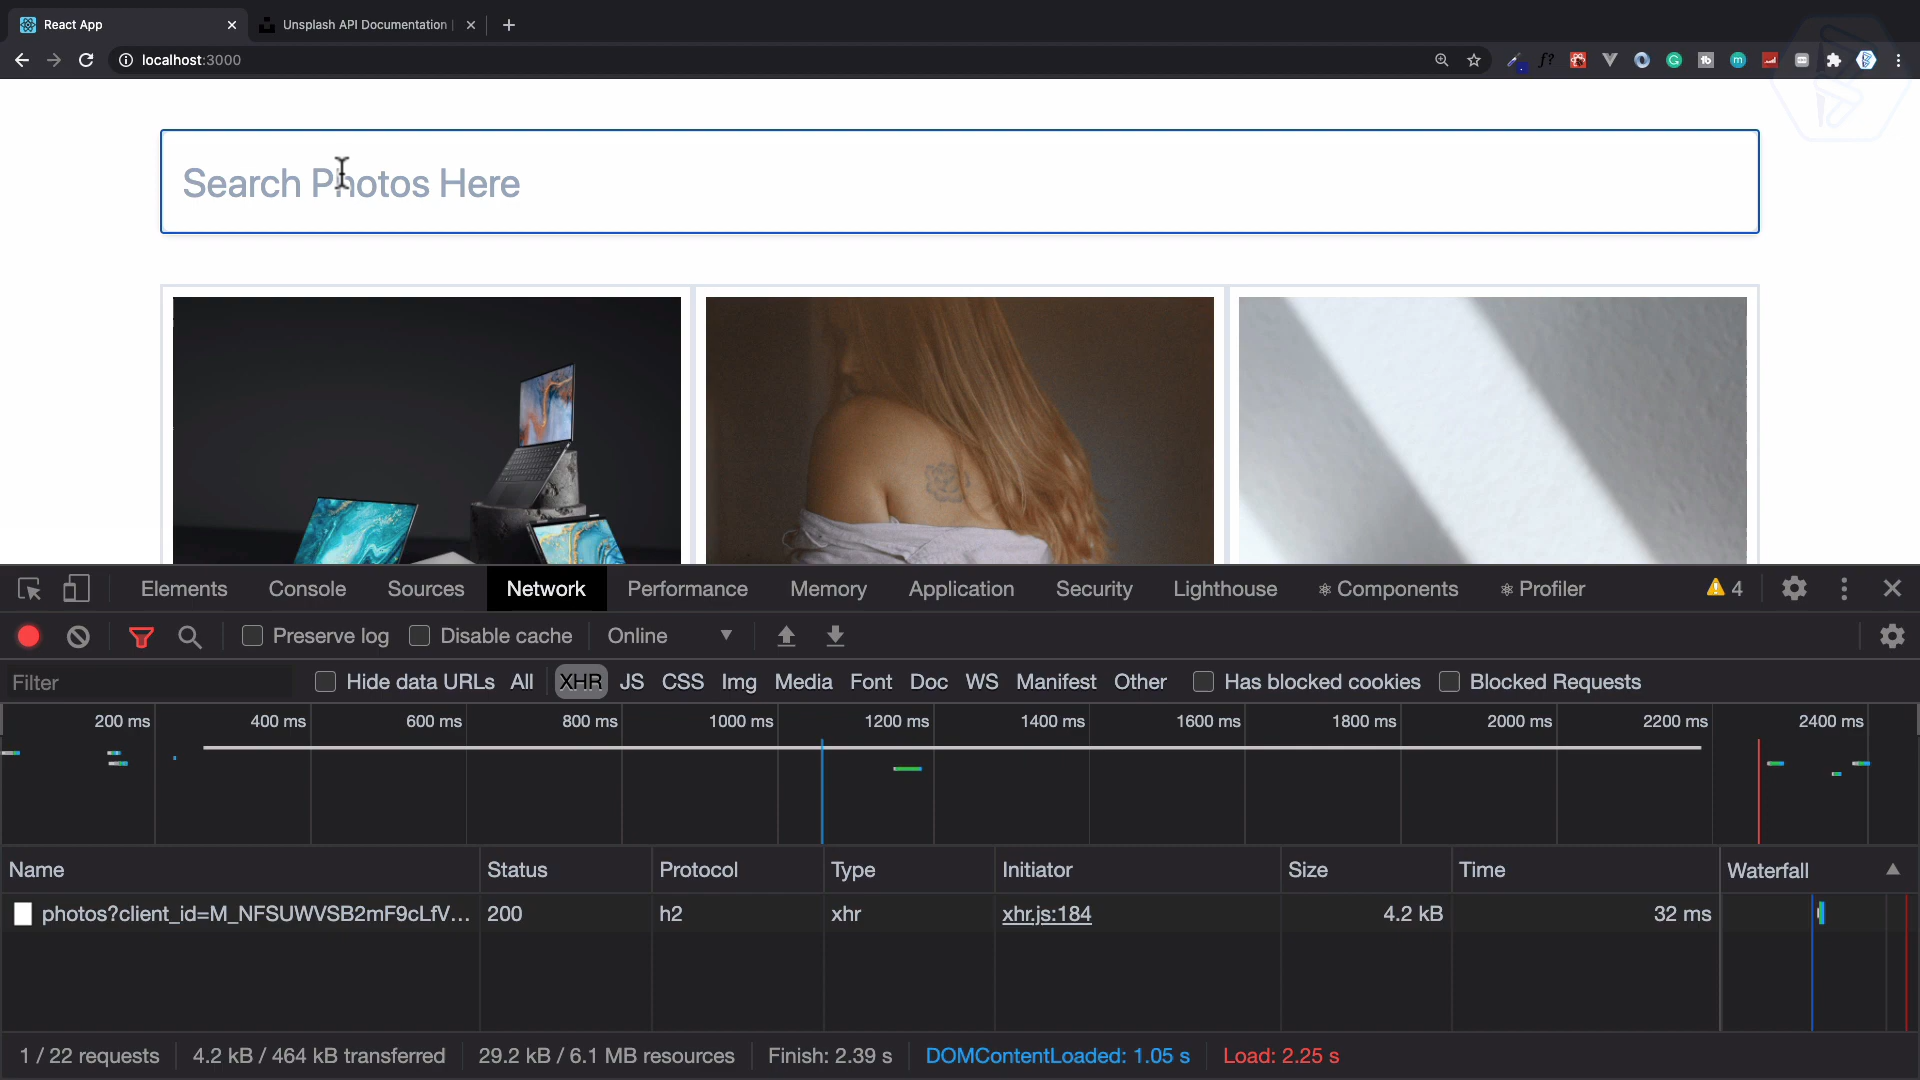 React App
Unsplash API Documentation
localhost:3000
Search Photos Here
Elements Console Sources Network Performance Memory Application Security Lighthouse Components Profiler 4
Preserve log Disable cache Online
Filter Hide data URLs All XHR JS CSS Img Media Font Doc WS Manifest Other Has blocked cookies Blocked Requests
200 ms 400 ms 600 ms 800 ms 1000 ms 1200 ms 1400 ms 1600 ms 1800 ms 2000 ms 2200 ms 2400 ms
Name Status Protocol Type Initiator Size Time Waterfall
photos?client_id=M_NFSUWVSB2mF9cLfV... 200 h2 xhr xhr.js:184 4.2 kB 32 ms
1 / 22 requests 4.2 kB / 464 kB transferred 29.2 kB / 6.1 MB resources Finish: 2.39 s DOMContentLoaded: 1.05 s Load: 2.25 s